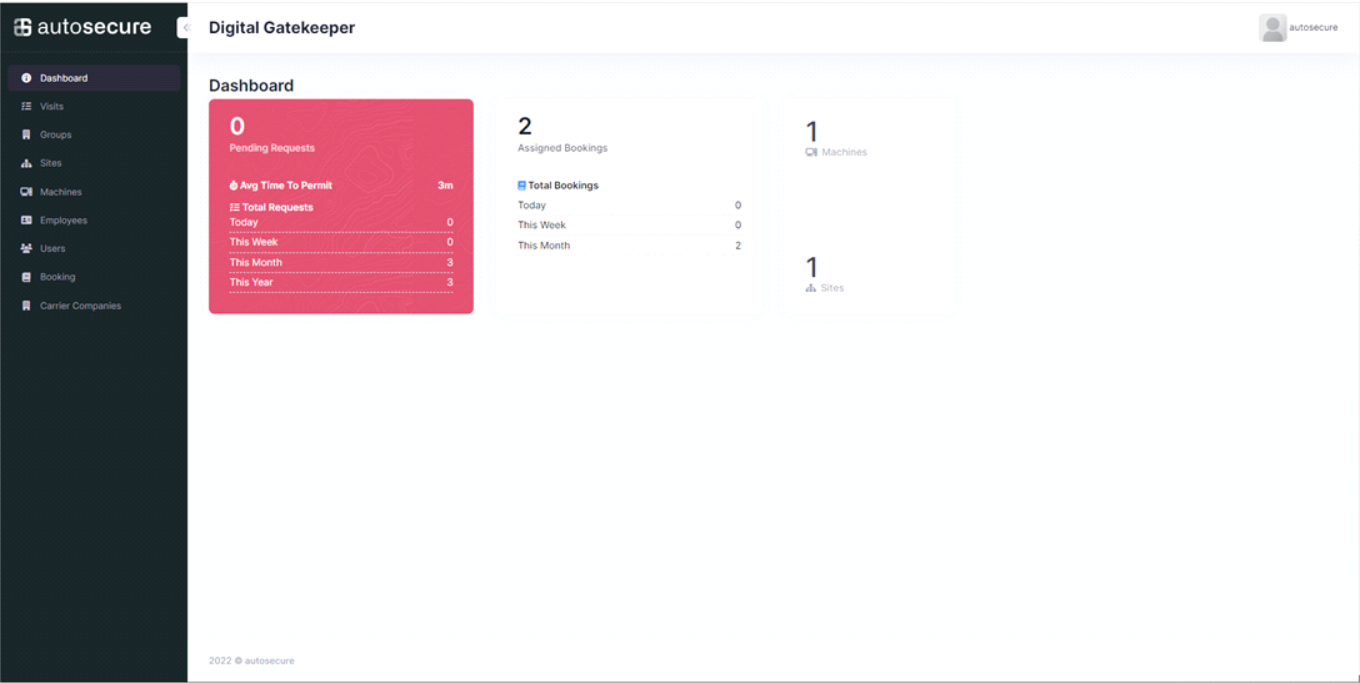 autosecure
Digital Gatekeeper
autosecure
Dashboard
Visits
Groups
Sites
Machines
Employees
Users
Booking
Carrier Companies
Dashboard
0
Pending Requests
Avg Time To Permit 3m
Total Requests
Today 0
This Week 0
This Month 3
This Year 3
2
Assigned Bookings
Total Bookings
Today 0
This Week 0
This Month 2
1
Machines
1
Sites
2022 © autosecure